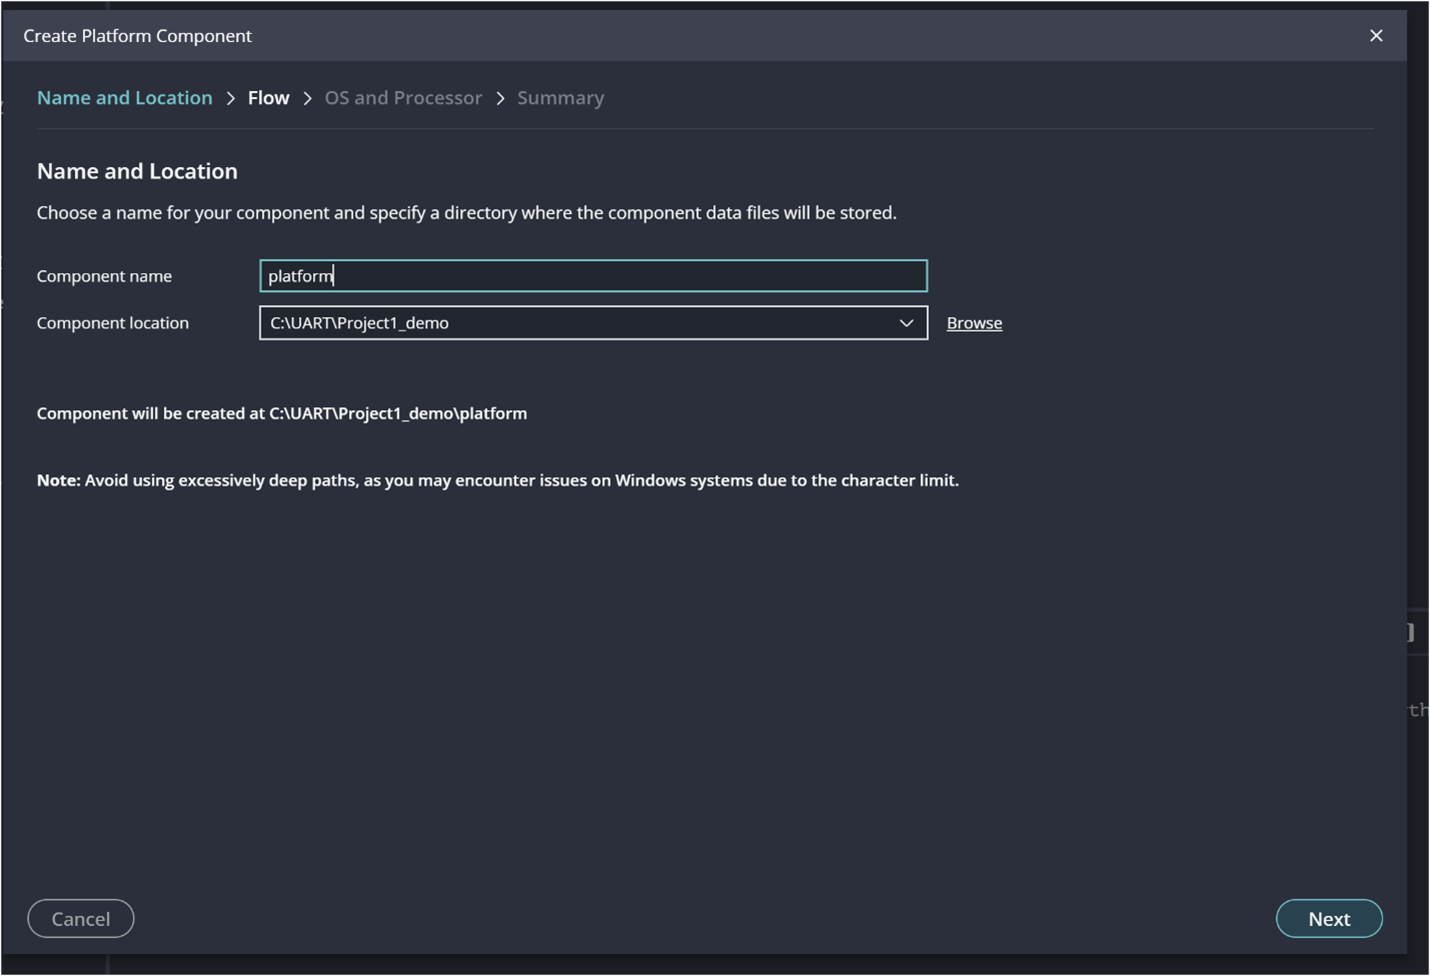 Create Platform Component
Name and Location > Flow > OS and Processor > Summary
Name and Location
Choose a name for your component and specify a directory where the component data files will be stored.
Component name platform
Component location C:\UART\Project1_demo Browse
Component will be created at C:\UART\Project1_demo\platform
Note: Avoid using excessively deep paths, as you may encounter issues on Windows systems due to the character limit.
th
Cancel Next